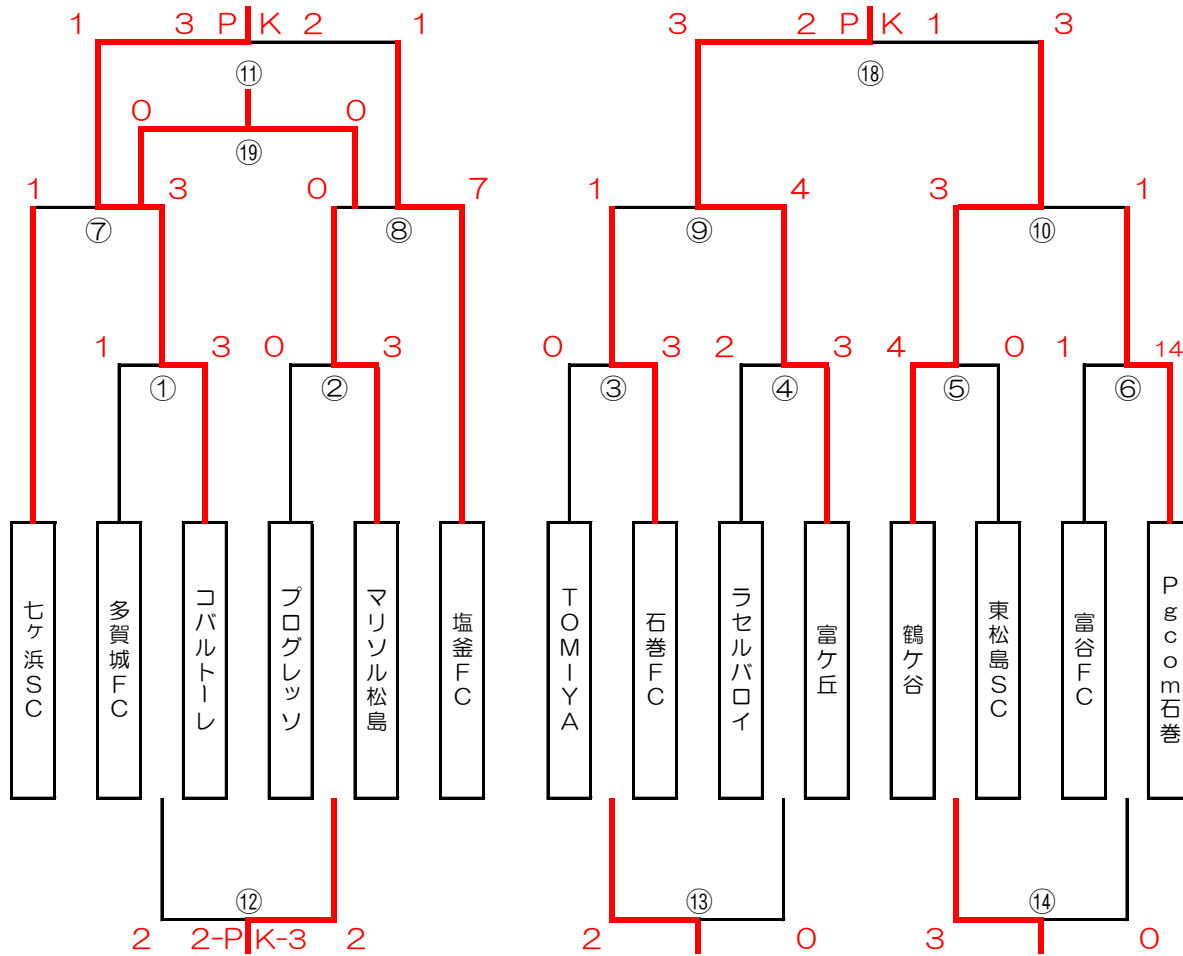 1 3 P K 2 1 3 2 P K 1 3
⑪ ⑱
0 0
⑲
1 3 0 7 1 4 3 1
⑦ ⑧ ⑨ ⑩
1 3 0 3 0 3 2 3 4 0 1 14
① ② ③ ④ ⑤ ⑥
七ヶ浜SC
多賀城FC
コバルトーレ
プログレッソ
マリソル松島
塩釜FC
TOMIYA
石巻FC
ラセルバロイ
富ケ丘
鶴ケ谷
東松島SC
富谷FC
Pgcom石巻
⑫ ⑬ ⑭
2 2-PK-3 2 2 0 3 0